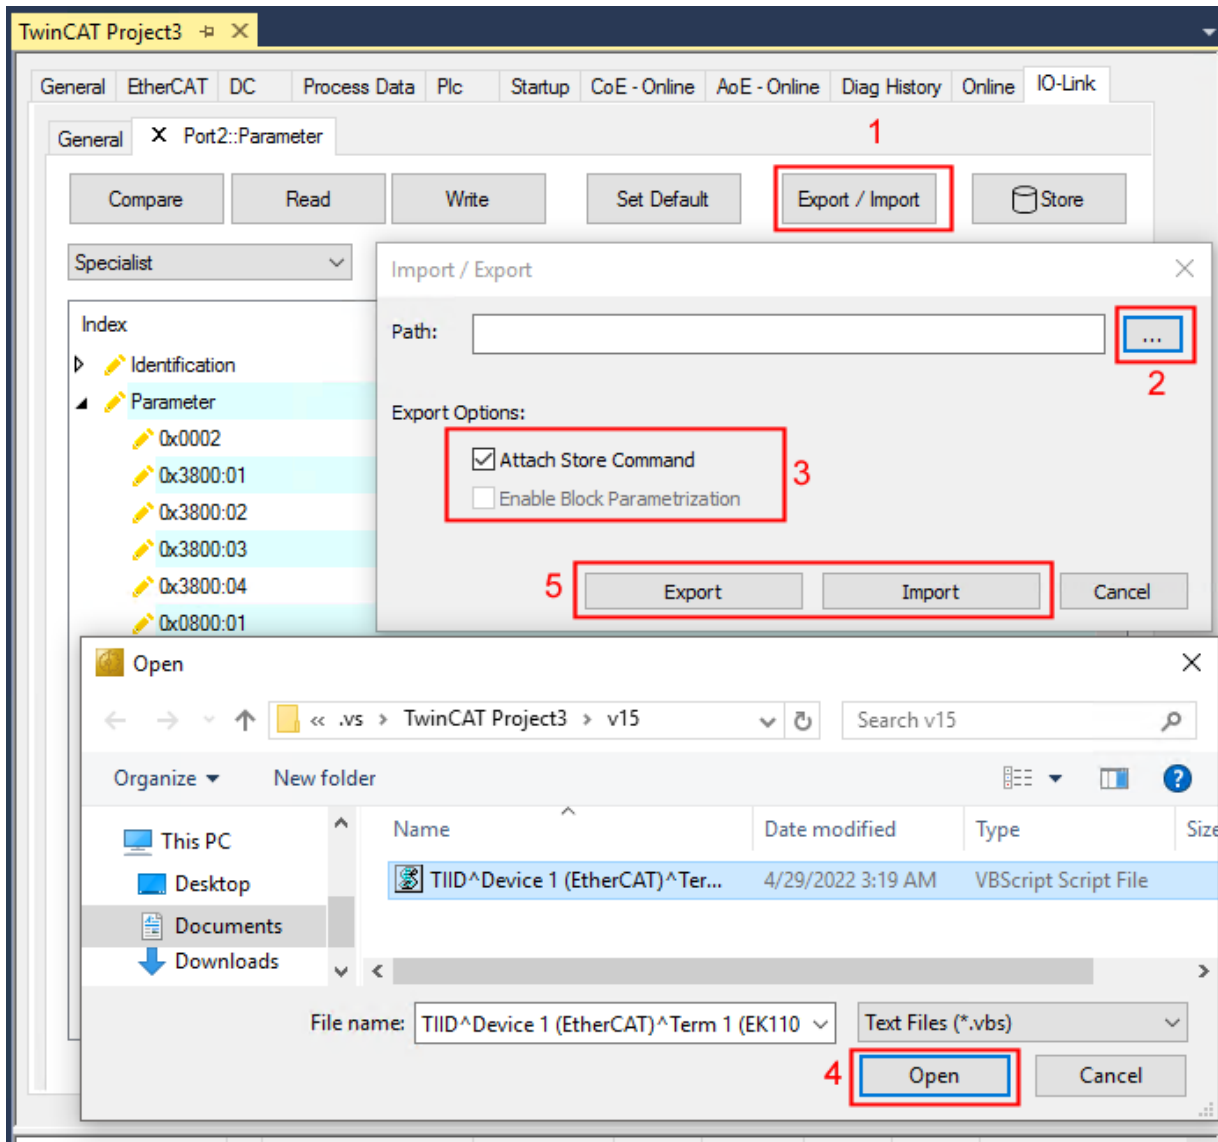 TwinCAT Project3
General EtherCAT DC Process Data Plc Startup CoE - Online AoE - Online Diag History Online IO-Link
General X Port2::Parameter
1
Compare Read Write Set Default Export / Import Store
Specialist
Import / Export
Index
Path: ...
2
Identification
Parameter
Export Options:
0x0002
Attach Store Command
3
0x3800:01
Enable Block Parametrization
0x3800:02
0x3800:03
0x3800:04
5 Export Import Cancel
0x0800:01
Open
« .vs > TwinCAT Project3 > v15 Search v15
Organize New folder ?
This PC
Name Date modified Type Size
Desktop
TIID^Device 1 (EtherCAT)^Ter... 4/29/2022 3:19 AM VBScript Script File
Documents
Downloads
File name: TIID^Device 1 (EtherCAT)^Term 1 (EK110 Text Files (*.vbs)
4 Open Cancel